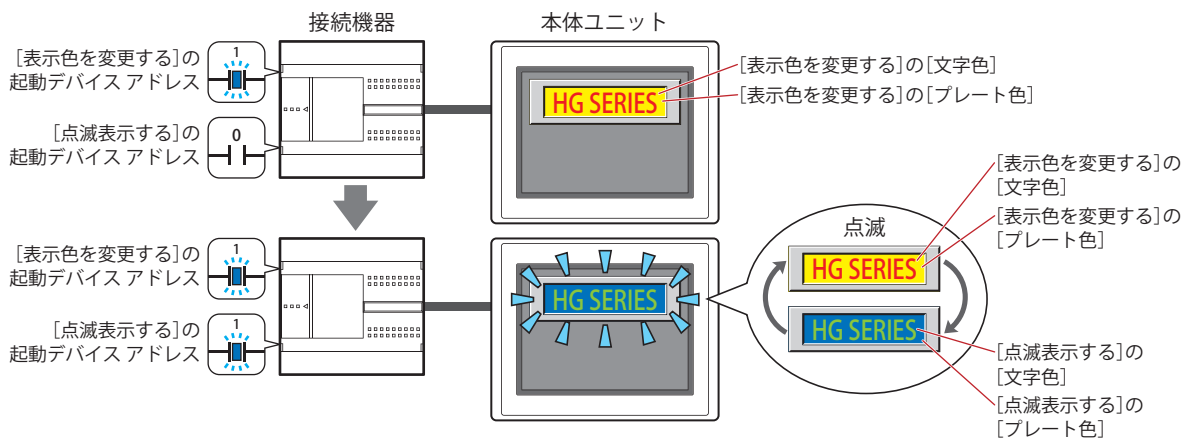 接続機器
本体ユニット
[表示色を変更する]の
起動デバイス アドレス
1
[点滅表示する]の
起動デバイス アドレス
0
HG SERIES
[表示色を変更する]の[文字色]
[表示色を変更する]の[プレート色]
[表示色を変更する]の
起動デバイス アドレス
1
[点滅表示する]の
起動デバイス アドレス
1
HG SERIES
点滅
HG SERIES
HG SERIES
[表示色を変更する]の
[文字色]
[表示色を変更する]の
[プレート色]
[点滅表示する]の
[文字色]
[点滅表示する]の
[プレート色]